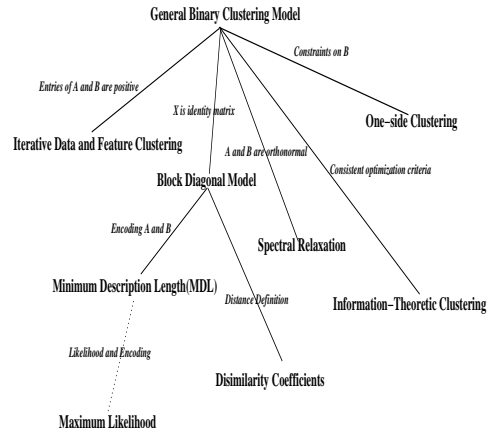 General Binary Clustering Model
Constraints on B
Entries of A and B are positive
X is identity matrix
One-side Clustering
Iterative Data and Feature Clustering
A and B are orthonormal
Consistent optimization criteria
Block Diagonal Model
Encoding A and B
Spectral Relaxation
Minimum Description Length(MDL)
Distance Definition
Information-Theoretic Clustering
Likelihood and Encoding
Disimilarity Coefficients
Maximum Likelihood